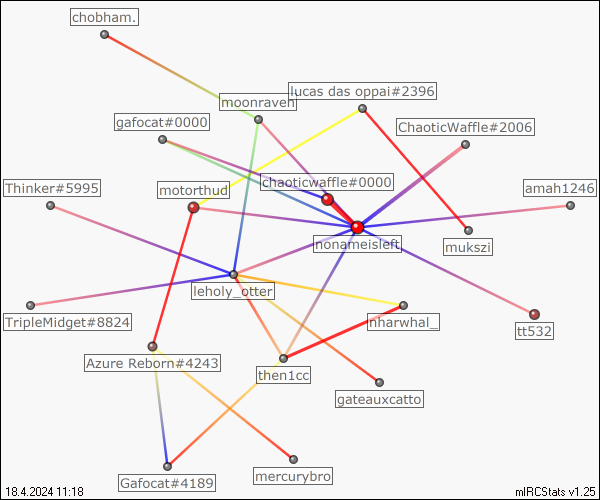 chobham.
lucas das oppai#2396
moonraven
gafocat#0000
ChaoticWaffle#2006
Thinker#5995
motorthud
chaoticwaffle#0000
amah1246
nonameisleft
mukszi
leholy_otter
TripleMidget#8824
nharwhal_
tt532
Azure Reborn#4243
then1cc
gateauxcatto
Gafocat#4189
mercurybro
18.4.2024 11:18
mIRCStats v1.25